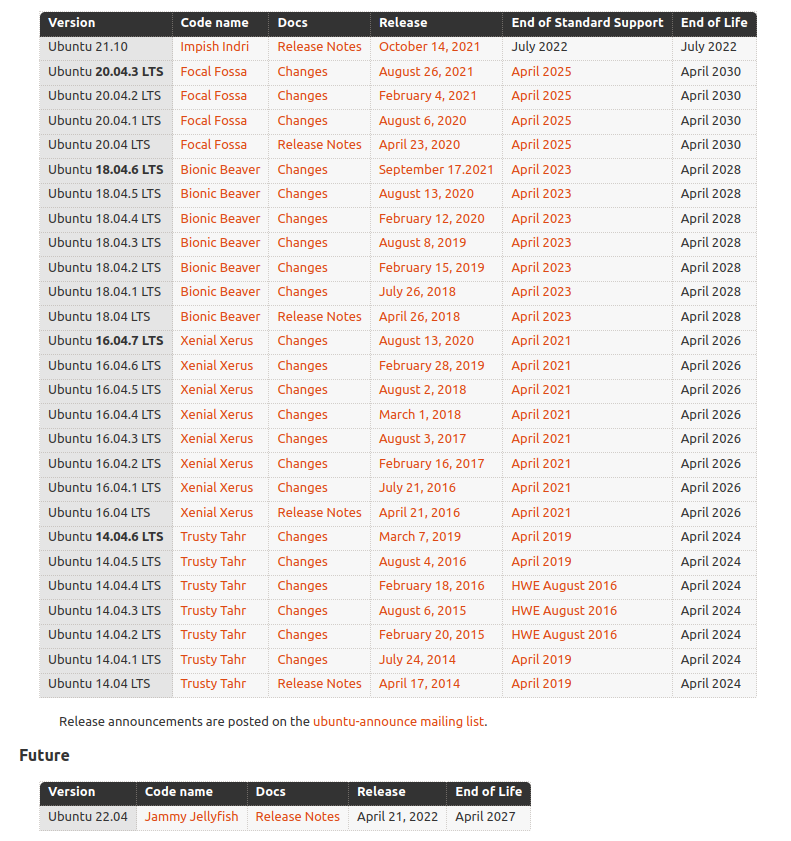 Version Code name Docs Release End of Standard Support End of Life
Ubuntu 21.10 Impish Indri Release Notes October 14, 2021 July 2022 July 2022
Ubuntu 20.04.3 LTS Focal Fossa Changes August 26, 2021 April 2025 April 2030
Ubuntu 20.04.2 LTS Focal Fossa Changes February 4, 2021 April 2025 April 2030
Ubuntu 20.04.1 LTS Focal Fossa Changes August 6, 2020 April 2025 April 2030
Ubuntu 20.04 LTS Focal Fossa Release Notes April 23, 2020 April 2025 April 2030
Ubuntu 18.04.6 LTS Bionic Beaver Changes September 17.2021 April 2023 April 2028
Ubuntu 18.04.5 LTS Bionic Beaver Changes August 13, 2020 April 2023 April 2028
Ubuntu 18.04.4 LTS Bionic Beaver Changes February 12, 2020 April 2023 April 2028
Ubuntu 18.04.3 LTS Bionic Beaver Changes August 8, 2019 April 2023 April 2028
Ubuntu 18.04.2 LTS Bionic Beaver Changes February 15, 2019 April 2023 April 2028
Ubuntu 18.04.1 LTS Bionic Beaver Changes July 26, 2018 April 2023 April 2028
Ubuntu 18.04 LTS Bionic Beaver Release Notes April 26, 2018 April 2023 April 2028
Ubuntu 16.04.7 LTS Xenial Xerus Changes August 13, 2020 April 2021 April 2026
Ubuntu 16.04.6 LTS Xenial Xerus Changes February 28, 2019 April 2021 April 2026
Ubuntu 16.04.5 LTS Xenial Xerus Changes August 2, 2018 April 2021 April 2026
Ubuntu 16.04.4 LTS Xenial Xerus Changes March 1, 2018 April 2021 April 2026
Ubuntu 16.04.3 LTS Xenial Xerus Changes August 3, 2017 April 2021 April 2026
Ubuntu 16.04.2 LTS Xenial Xerus Changes February 16, 2017 April 2021 April 2026
Ubuntu 16.04.1 LTS Xenial Xerus Changes July 21, 2016 April 2021 April 2026
Ubuntu 16.04 LTS Xenial Xerus Release Notes April 21, 2016 April 2021 April 2026
Ubuntu 14.04.6 LTS Trusty Tahr Changes March 7, 2019 April 2019 April 2024
Ubuntu 14.04.5 LTS Trusty Tahr Changes August 4, 2016 April 2019 April 2024
Ubuntu 14.04.4 LTS Trusty Tahr Changes February 18, 2016 HWE August 2016 April 2024
Ubuntu 14.04.3 LTS Trusty Tahr Changes August 6, 2015 HWE August 2016 April 2024
Ubuntu 14.04.2 LTS Trusty Tahr Changes February 20, 2015 HWE August 2016 April 2024
Ubuntu 14.04.1 LTS Trusty Tahr Changes July 24, 2014 April 2019 April 2024
Ubuntu 14.04 LTS Trusty Tahr Release Notes April 17, 2014 April 2019 April 2024
Release announcements are posted on the ubuntu-announce mailing list.
Future
Version Code name Docs Release End of Life
Ubuntu 22.04 Jammy Jellyfish Release Notes April 21, 2022 April 2027